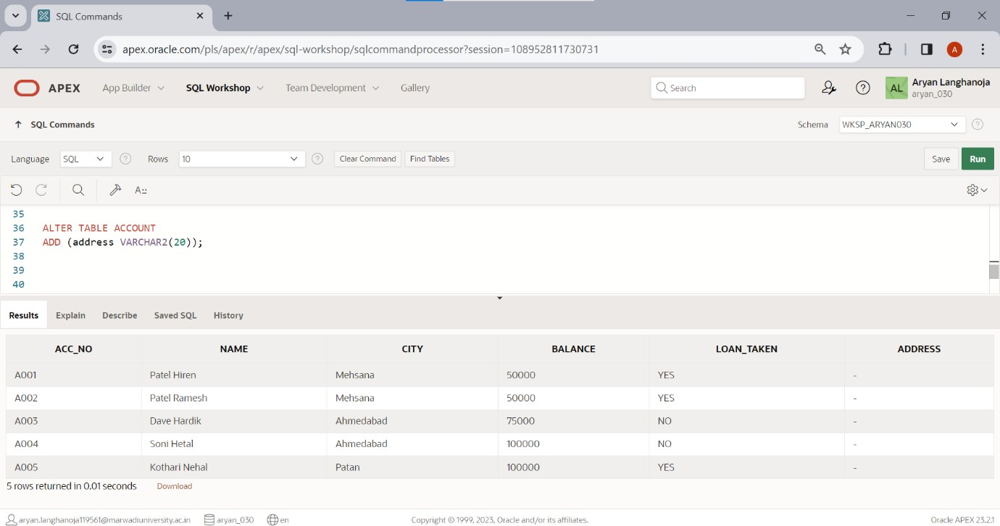 SQL Commands
apex.oracle.com/pls/apex/r/apex/sql-workshop/sqlcommandprocessor?session=108952811730731
A
APEX App Builder SQL Workshop Team Development Gallery Search AL Aryan Langhanoja
aryan_030
SQL Commands Schema WKSP_ARYAN030
Language SQL Rows 10 Clear Command Find Tables Save Run
A::
35
36 ALTER TABLE ACCOUNT
37 ADD (address VARCHAR2(20));
38
39
40
Results Explain Describe Saved SQL History
ACC_NO NAME CITY BALANCE LOAN_TAKEN ADDRESS
A001 Patel Hiren Mehsana 50000 YES -
A002 Patel Ramesh Mehsana 50000 YES -
A003 Dave Hardik Ahmedabad 75000 NO -
A004 Soni Hetal Ahmedabad 100000 NO -
A005 Kothari Nehal Patan 100000 YES -
5 rows returned in 0.01 seconds Download
aryan.langhanoja119561@marwadiuniversity.ac.in aryan_030 en Copyright © 1999, 2023, Oracle and/or its affiliates. Oracle APEX 23.2.1